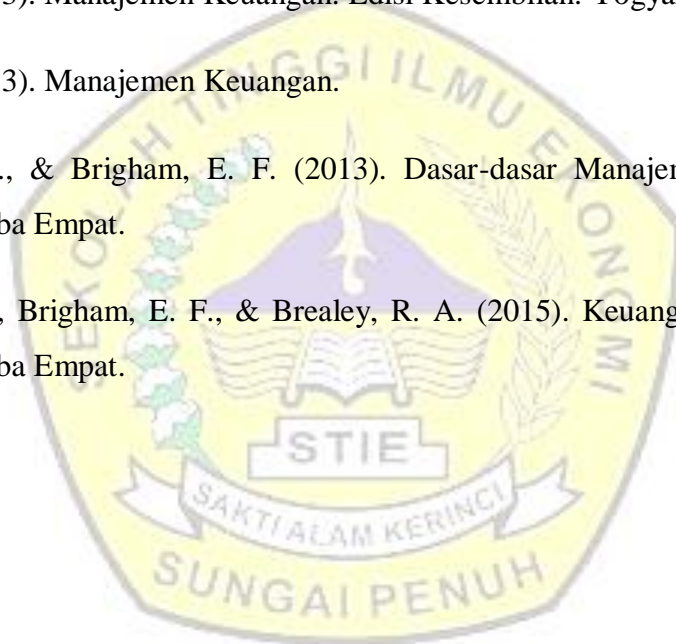 3). Manajemen Keuangan. Edisi Kesembilan. Yogya
3). Manajemen Keuangan.
., & Brigham, E. F. (2013). Dasar-dasar Manajer
ba Empat.
, Brigham, E. F., & Brealey, R. A. (2015). Keuang
ba Empat.
SEKOLAH TINGGI ILMU EKONOMI
STIE
SAKTI ALAM KERINCI
SUNGAI PENUH